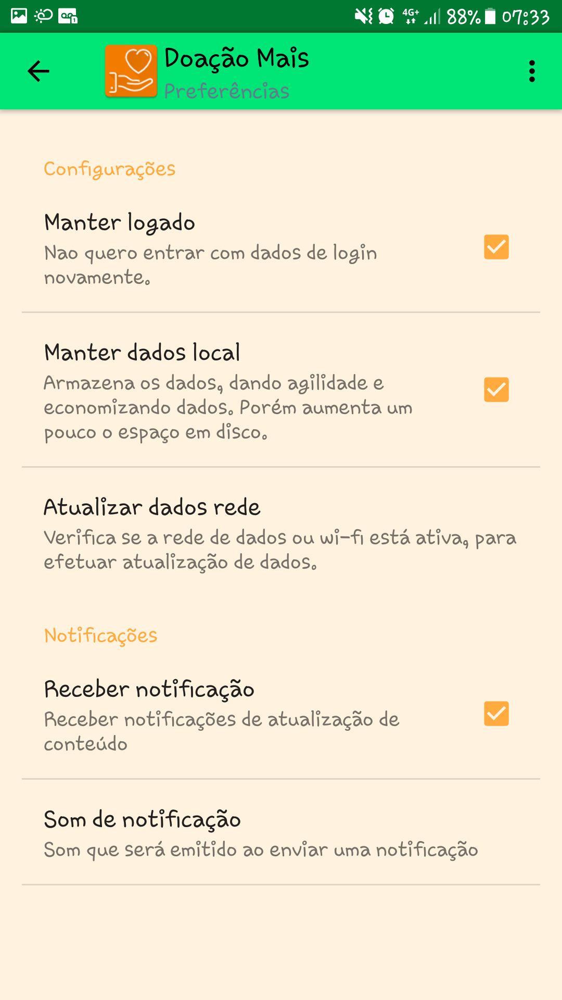 4G+ 88% 07:33
Doação Mais
Preferências
Configurações
Manter logado
Nao quero entrar com dados de login
novamente.
Manter dados local
Armazena os dados, dando agilidade e
economizando dados. Porém aumenta um
pouco o espaço em disco.
Atualizar dados rede
Verifica se a rede de dados ou wi-fi está ativa, para
efetuar atualização de dados.
Notificações
Receber notificação
Receber notificações de atualização de
conteúdo
Som de notificação
Som que será emitido ao enviar uma notificação